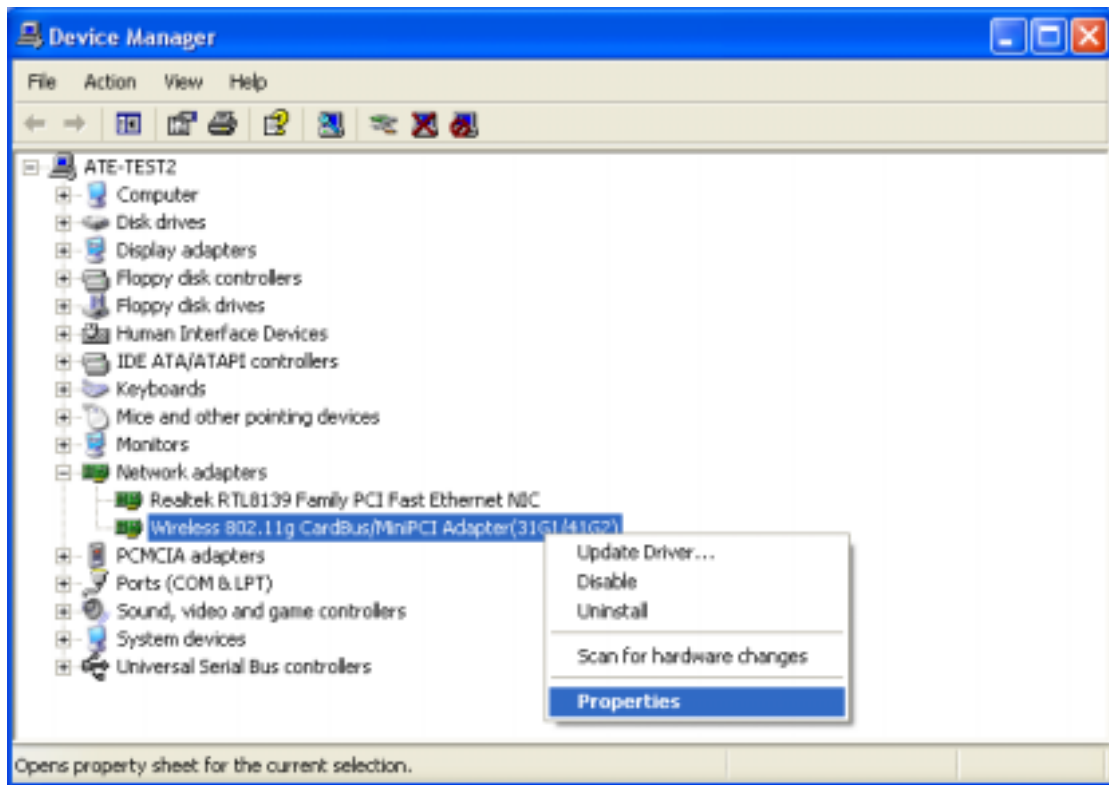 Device Manager
File Action View Help
ATE-TEST2
Computer
Disk drives
Display adapters
Floppy disk controllers
Floppy disk drives
Human Interface Devices
IDE ATA/ATAPI controllers
Keyboards
Mice and other pointing devices
Monitors
Network adapters
Realtek RTL8139 Family PCI Fast Ethernet NIC
Wireless 802.11g CardBus/MiniPCI Adapter(31G1/41G2)
PCMCIA adapters
Ports (COM & LPT)
Sound, video and game controllers
System devices
Universal Serial Bus controllers
Update Driver...
Disable
Uninstall
Scan for hardware changes
Properties
Opens property sheet for the current selection.